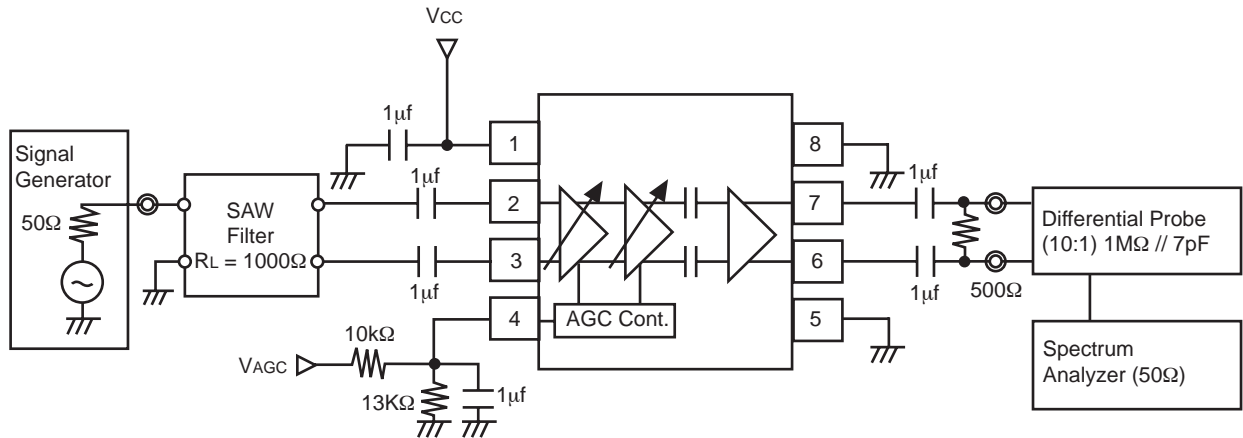 VCC
1µf
1
8
Signal
Generator
50Ω
SAW
Filter
RL = 1000Ω
1µf
2
7
1µf
1µf
3
6
1µf
500Ω
Differential Probe
(10:1) 1MΩ // 7pF
4
AGC Cont.
5
VAGC
10kΩ
13KΩ
1µf
Spectrum
Analyzer (50Ω)